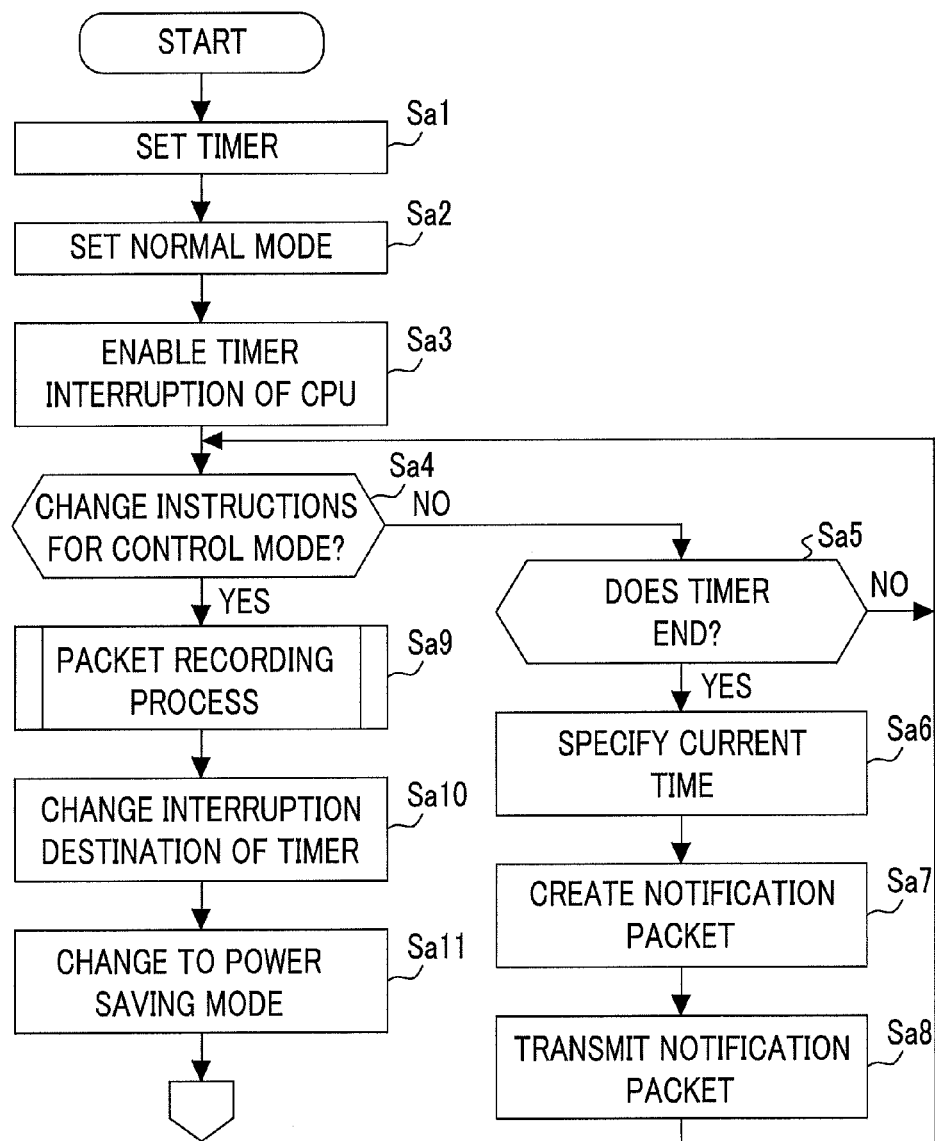 START
Sa1
SET TIMER
Sa2
SET NORMAL MODE
Sa3
ENABLE TIMER
INTERRUPTION OF CPU
Sa4
CHANGE INSTRUCTIONS
FOR CONTROL MODE?
NO
YES
Sa5
DOES TIMER
END?
NO
YES
Sa9
PACKET RECORDING
PROCESS
Sa6
SPECIFY CURRENT
TIME
Sa10
CHANGE INTERRUPTION
DESTINATION OF TIMER
Sa7
CREATE NOTIFICATION
PACKET
Sa11
CHANGE TO POWER
SAVING MODE
Sa8
TRANSMIT NOTIFICATION
PACKET